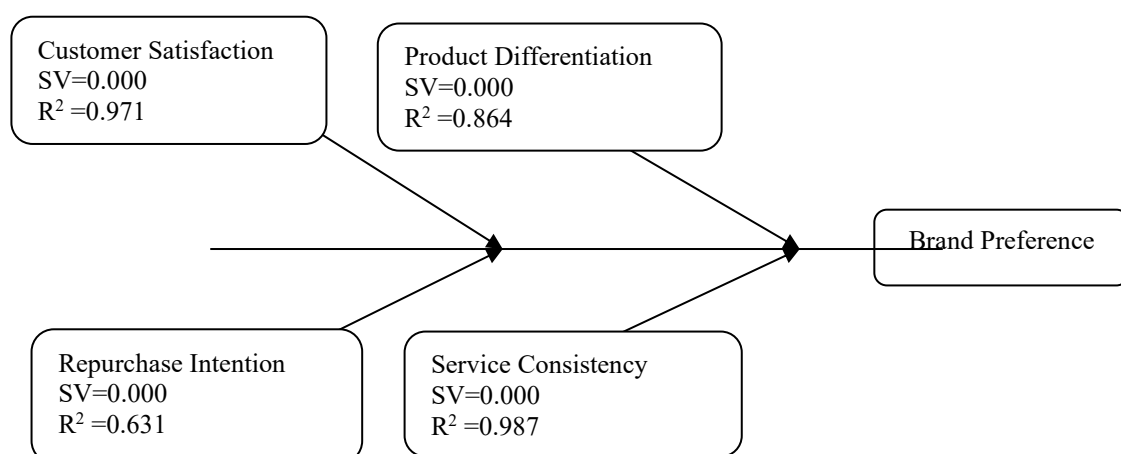 Customer Satisfaction
SV=0.000
R² =0.971
Product Differentiation
SV=0.000
R² =0.864
Brand Preference
Repurchase Intention
SV=0.000
R² =0.631
Service Consistency
SV=0.000
R² =0.987